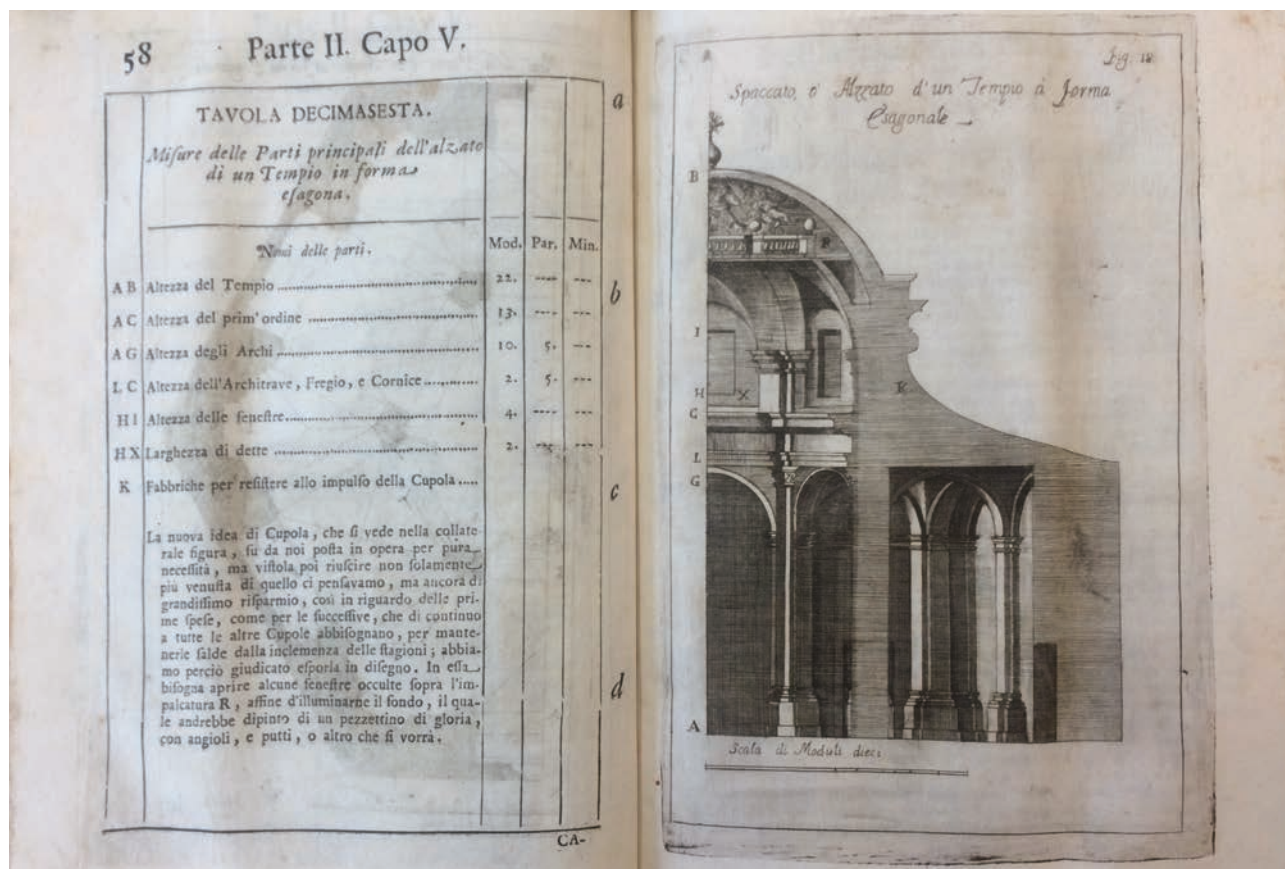 58 Parte II. Capo V.
TAVOLA DECIMASESTA.
Miſure delle Parti principali dell'alzato
di un Tempio in forma
eſagona.
Nomi delle parti. Mod. Par. Min.
A B Altezza del Tempio 22. ---- ---
A C Altezza del prim' ordine 13. ---- ---
A G Altezza degli Archi 10. 5. ---
L C Altezza dell'Architrave, Fregio, e Cornice 2. 5. ---
H I Altezza delle feneſtre 4. ---- ---
H X Larghezza di dette 2. ---- ---
K Fabbriche per reſiſtere allo impulſo della Cupola
La nuova idea di Cupola, che ſi vede nella collate-
rale figura, fu da noi poſta in opera per pura
neceſſità, ma viſtola poi riuſcire non ſolamente
più venuſta di quello ci penſavamo, ma ancora di
grandiſſimo riſparmio, così in riguardo delle pri-
me ſpeſe, come per le ſucceſſive, che di continuo
a tutte le altre Cupole abbiſognano, per mante-
nerle ſalde dalla inclemenza delle ſtagioni; abbia-
mo perciò giudicato eſporla in diſegno. In eſſa
biſogna aprire alcune feneſtre occulte ſopra l'im-
palcatura R, affine d'illuminarne il fondo, il qua-
le andrebbe dipinto di un pezzettino di gloria,
con angioli, e putti, o altro che ſi vorrà.
CA-
a
b
c
d
Fig. 18
Spaccato, o' Alzato d'un Tempio à forma
Esagonale
B
R
I
H X K
G
L
G
A
Scala di Moduli dieci